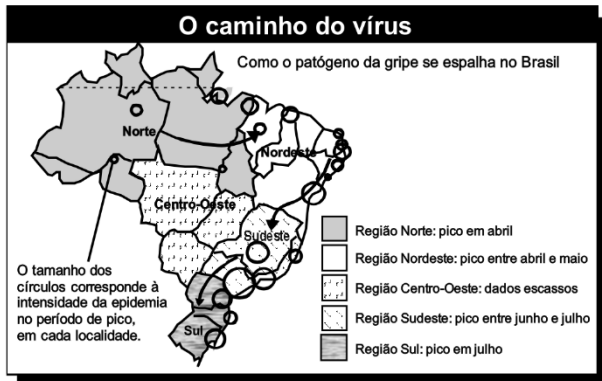 O caminho do vírus
Como o patógeno da gripe se espalha no Brasil
Norte
Nordeste
Centro-Oeste
Sudeste
Sul
O tamanho dos
círculos corresponde à
intensidade da epidemia
no período de pico,
em cada localidade.
Região Norte: pico em abril
Região Nordeste: pico entre abril e maio
Região Centro-Oeste: dados escassos
Região Sudeste: pico entre junho e julho
Região Sul: pico em julho